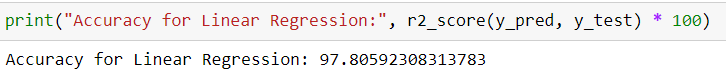 print("Accuracy for Linear Regression:", r2_score(y_pred, y_test) * 100)
Accuracy for Linear Regression: 97.80592308313783